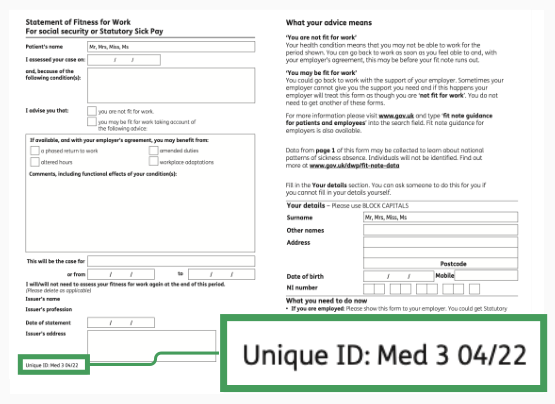 Statement of Fitness for Work
For social security or Statutory Sick Pay
Patient's name
Mr, Mrs, Miss, Ms
I assessed your case on:
/ /
and, because of the
following condition(s):
I advise you that:
you are not fit for work.
you may be fit for work taking account of
the following advice:
If available, and with your employer's agreement, you may benefit from:
a phased return to work
amended duties
altered hours
workplace adaptations
Comments, including functional effects of your condition(s):
This will be the case for
or from
/ /
to
/ /
I will/will not need to assess your fitness for work again at the end of this period.
(Please delete as applicable)
Issuer's name
Issuer's profession
Date of statement
/ /
Issuer's address
Unique ID: Med 3 04/22
What your advice means
'You are not fit for work'
Your health condition means that you may not be able to work for the
period shown. You can go back to work as soon as you feel able to and, with
your employer's agreement, this may be before your fit note runs out.
'You may be fit for work'
You could go back to work with the support of your employer. Sometimes your
employer cannot give you the support you need and if this happens your
employer will treat this form as though you are 'not fit for work'. You do not
need to get another of these forms.
For more information please visit www.gov.uk and type 'fit note guidance
for patients and employees' into the search field. Fit note guidance for
employers is also available.
Data from page 1 of this form may be collected to learn about national
patterns of sickness absence. Individuals will not be identified. Find out
more at www.gov.uk/dwp/fit-note-data
Fill in the Your details section. You can ask someone to do this for you if
you cannot fill in your details yourself.
Your details – Please use BLOCK CAPITALS
Surname
Mr, Mrs, Miss, Ms
Other names
Address
Postcode
Date of birth
/ /
Mobile
NI number
What you need to do now
• If you are employed: Please show this form to your employer. You could get Statutory
Unique ID: Med 3 04/22